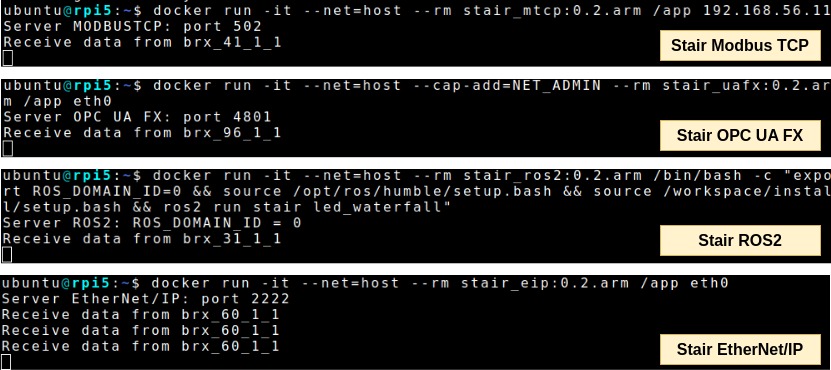 ubuntu@rpi5:~$ docker run -it --net=host --rm stair_mtcp:0.2.arm /app 192.168.56.11
Server MODBUSTCP: port 502
Receive data from brx_41_1_1
Stair Modbus TCP
ubuntu@rpi5:~$ docker run -it --net=host --cap-add=NET_ADMIN --rm stair_uafx:0.2.ar
m /app eth0
Server OPC UA FX: port 4801
Receive data from brx_96_1_1
Stair OPC UA FX
ubuntu@rpi5:~$ docker run -it --net=host --rm stair_ros2:0.2.arm /bin/bash -c "expo
rt ROS_DOMAIN_ID=0 && source /opt/ros/humble/setup.bash && source /workspace/instal
l/setup.bash && ros2 run stair led_waterfall"
Server ROS2: ROS_DOMAIN_ID = 0
Receive data from brx_31_1_1
Stair ROS2
ubuntu@rpi5:~$ docker run -it --net=host --rm stair_eip:0.2.arm /app eth0
Server EtherNet/IP: port 2222
Receive data from brx_60_1_1
Receive data from brx_60_1_1
Receive data from brx_60_1_1
Stair EtherNet/IP